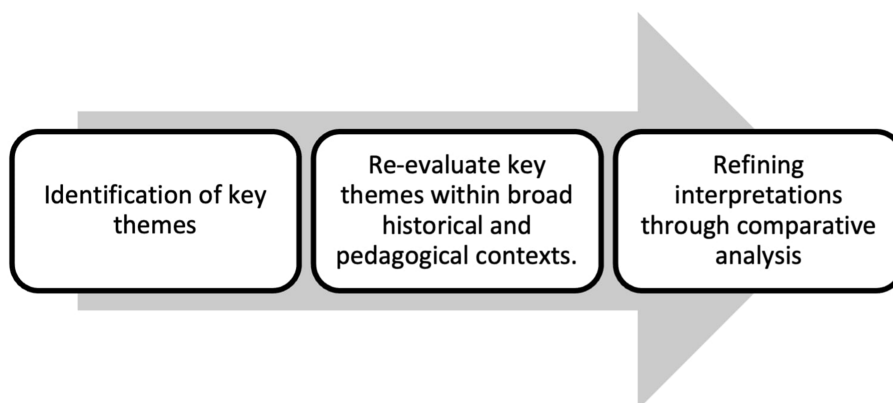 Identification of key
themes
Re-evaluate key
themes within broad
historical and
pedagogical contexts.
Refining
interpretations
through comparative
analysis